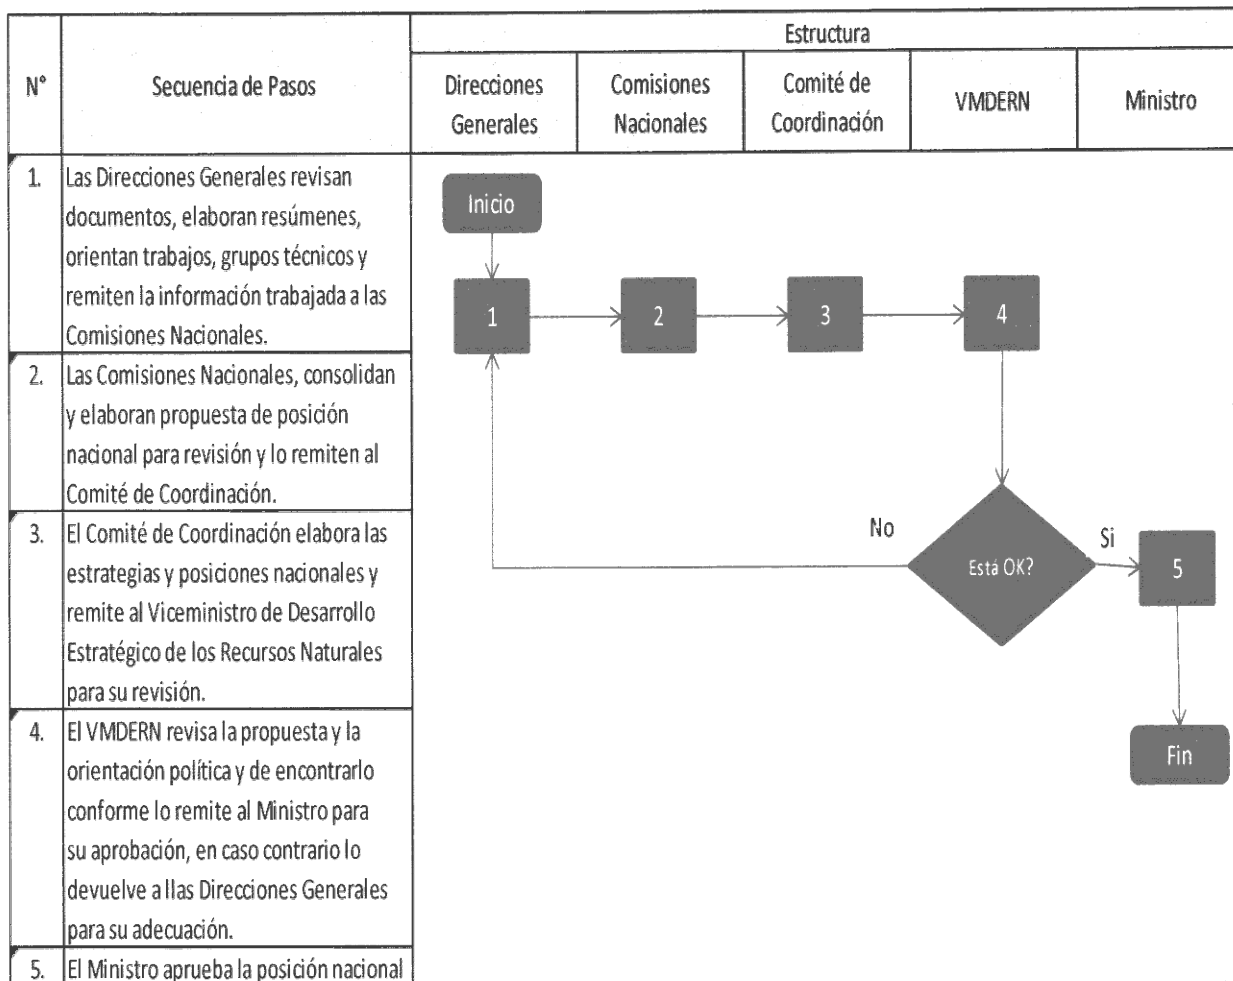 N°
Secuencia de Pasos
Estructura
Direcciones
Generales
Comisiones
Nacionales
Comité de
Coordinación
VMDERN
Ministro
1.
Las Direcciones Generales revisan
documentos, elaboran resúmenes,
orientan trabajos, grupos técnicos y
remiten la información trabajada a las
Comisiones Nacionales.
2.
Las Comisiones Nacionales, consolidan
y elaboran propuesta de posición
nacional para revisión y lo remiten al
Comité de Coordinación.
3.
El Comité de Coordinación elabora las
estrategias y posiciones nacionales y
remite al Viceministro de Desarrollo
Estratégico de los Recursos Naturales
para su revisión.
4.
El VMDERN revisa la propuesta y la
orientación política y de encontrarlo
conforme lo remite al Ministro para
su aprobación, en caso contrario lo
devuelve a llas Direcciones Generales
para su adecuación.
5.
El Ministro aprueba la posición nacional
Inicio
1
2
3
4
No
Está OK?
Si
5
Fin